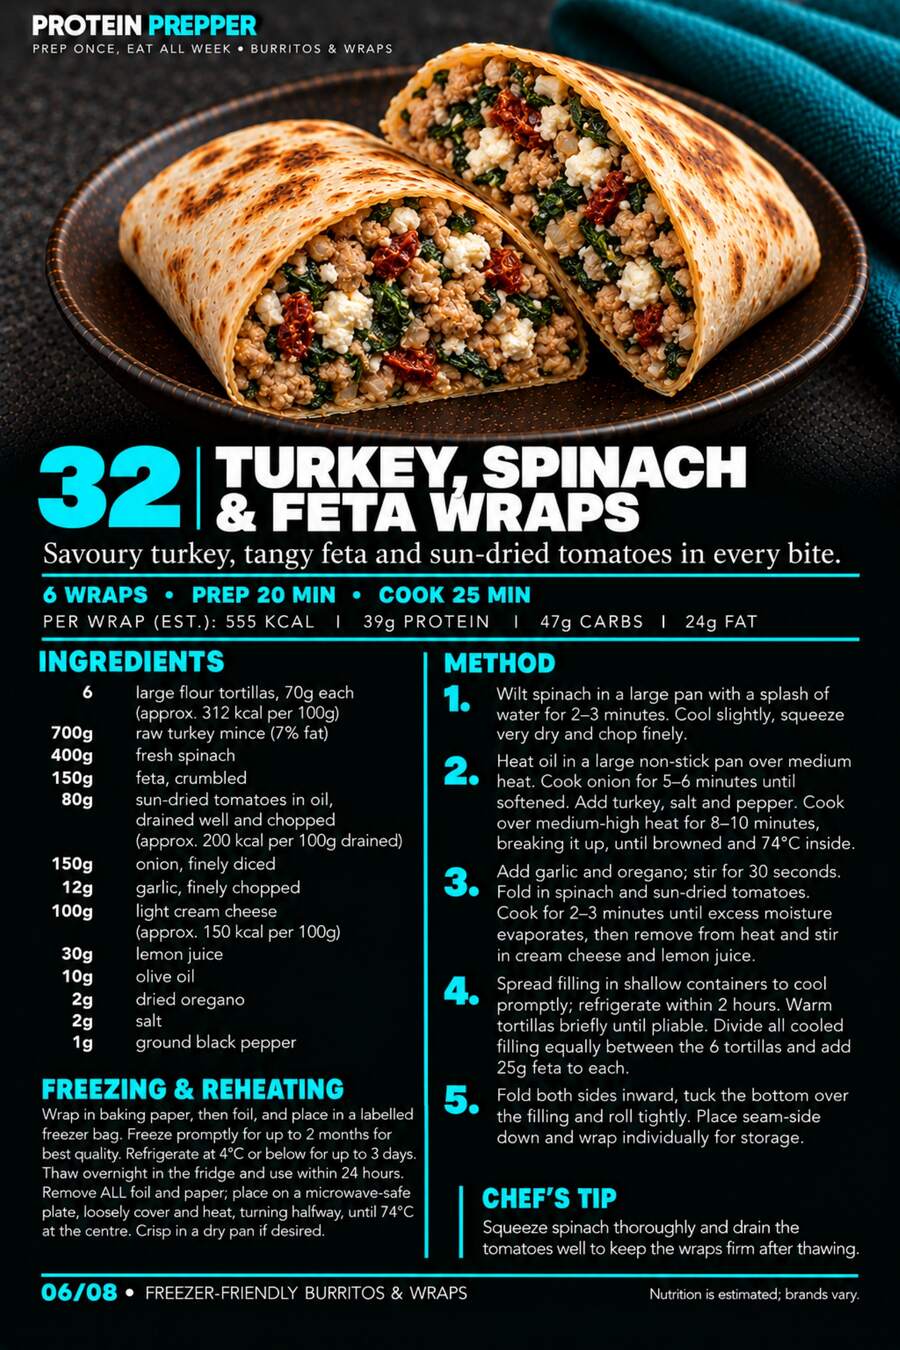 PROTEIN PREPPER
PREP ONCE, EAT ALL WEEK • BURRITOS & WRAPS
32
TURKEY, SPINACH
& FETA WRAPS
Savoury turkey, tangy feta and sun-dried tomatoes in every bite.
6 WRAPS • PREP 20 MIN • COOK 25 MIN
PER WRAP (EST.): 555 KCAL | 39g PROTEIN | 47g CARBS | 24g FAT
INGREDIENTS
6 large flour tortillas, 70g each
(approx. 312 kcal per 100g)
700g raw turkey mince (7% fat)
400g fresh spinach
150g feta, crumbled
80g sun-dried tomatoes in oil,
drained well and chopped
(approx. 200 kcal per 100g drained)
150g onion, finely diced
12g garlic, finely chopped
100g light cream cheese
(approx. 150 kcal per 100g)
30g lemon juice
10g olive oil
2g dried oregano
2g salt
1g ground black pepper
FREEZING & REHEATING
Wrap in baking paper, then foil, and place in a labelled
freezer bag. Freeze promptly for up to 2 months for
best quality. Refrigerate at 4°C or below for up to 3 days.
Thaw overnight in the fridge and use within 24 hours.
Remove ALL foil and paper; place on a microwave-safe
plate, loosely cover and heat, turning halfway, until 74°C
at the centre. Crisp in a dry pan if desired.
METHOD
1. Wilt spinach in a large pan with a splash of
water for 2–3 minutes. Cool slightly, squeeze
very dry and chop finely.
2. Heat oil in a large non-stick pan over medium
heat. Cook onion for 5–6 minutes until
softened. Add turkey, salt and pepper. Cook
over medium-high heat for 8–10 minutes,
breaking it up, until browned and 74°C inside.
3. Add garlic and oregano; stir for 30 seconds.
Fold in spinach and sun-dried tomatoes.
Cook for 2–3 minutes until excess moisture
evaporates, then remove from heat and stir
in cream cheese and lemon juice.
4. Spread filling in shallow containers to cool
promptly; refrigerate within 2 hours. Warm
tortillas briefly until pliable. Divide all cooled
filling equally between the 6 tortillas and add
25g feta to each.
5. Fold both sides inward, tuck the bottom over
the filling and roll tightly. Place seam-side
down and wrap individually for storage.
CHEF'S TIP
Squeeze spinach thoroughly and drain the
tomatoes well to keep the wraps firm after thawing.
06/08 • FREEZER-FRIENDLY BURRITOS & WRAPS
Nutrition is estimated; brands vary.